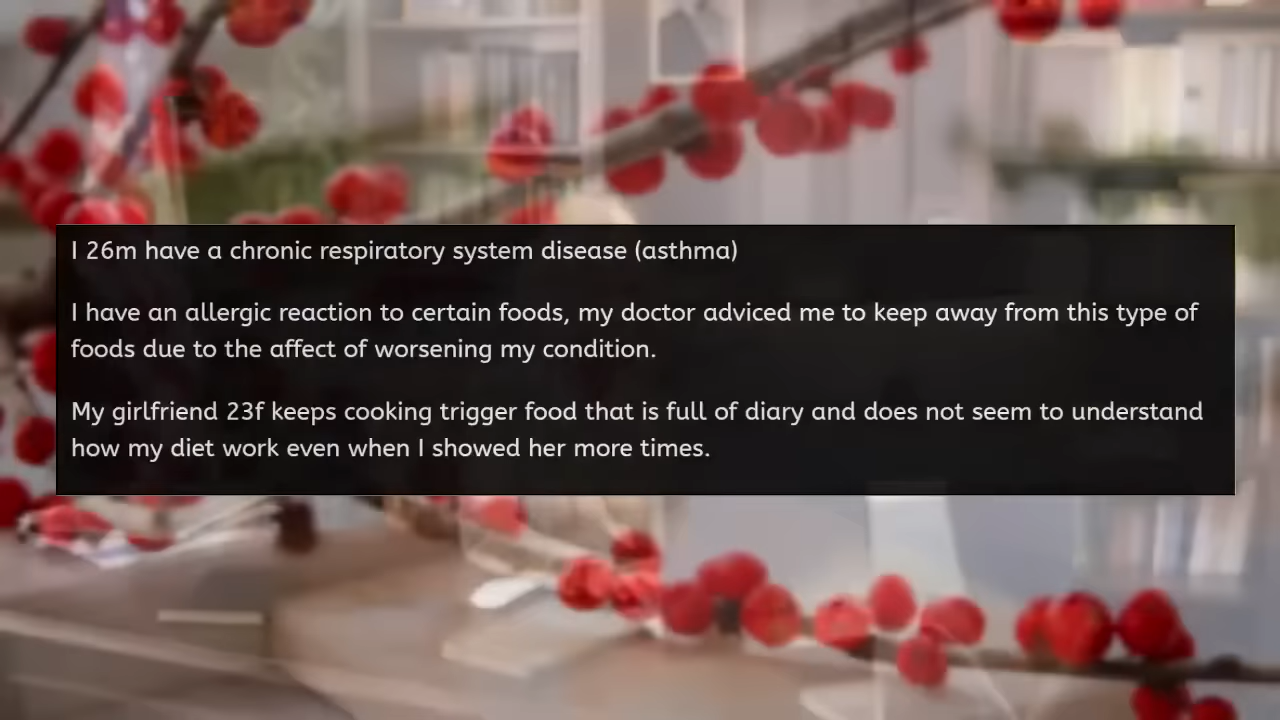 I 26m have a chronic respiratory system disease (asthma)
I have an allergic reaction to certain foods, my doctor adviced me to keep away from this type of
foods due to the affect of worsening my condition.
My girlfriend 23f keeps cooking trigger food that is full of diary and does not seem to understand
how my diet work even when I showed her more times.